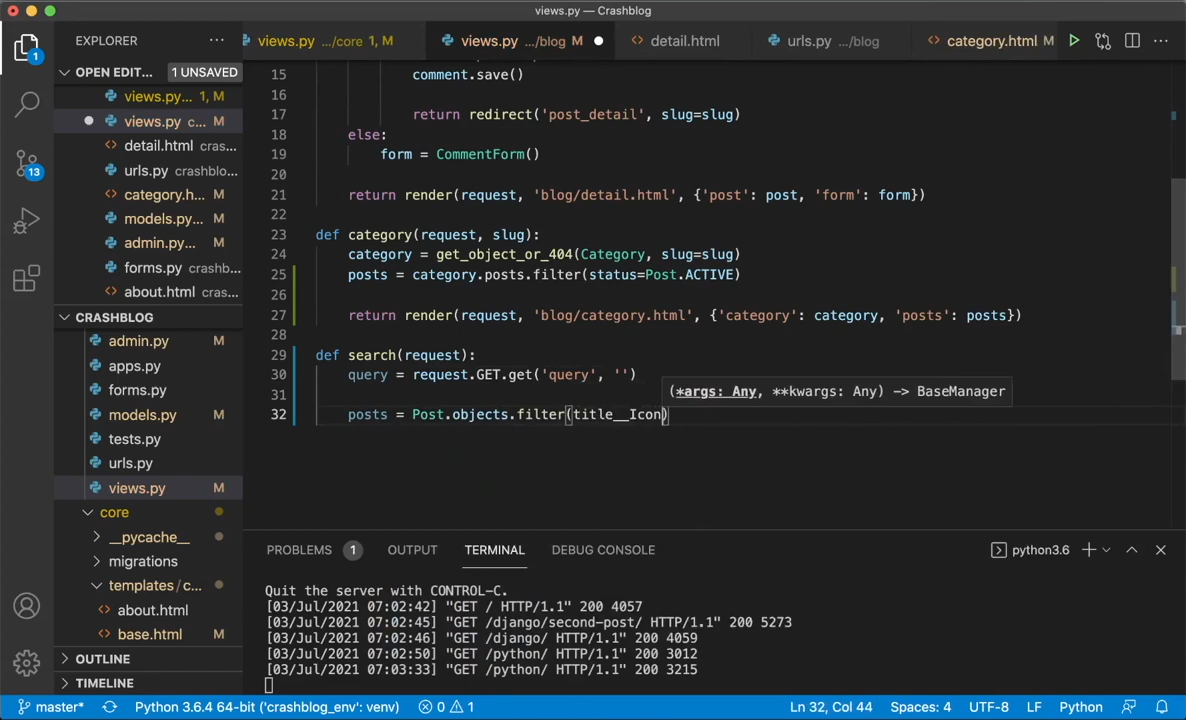 views.py — Crashblog
EXPLORER
views.py .../core 1, M
views.py .../blog M
detail.html
urls.py .../blog
category.html M
OPEN EDIT... 1 UNSAVED
views.py... 1, M
views.py c... M
detail.html cras...
urls.py crashblo...
category.h... M
models.py... M
admin.py... M
forms.py crashb...
about.html cras...
CRASHBLOG
admin.py M
apps.py
forms.py
models.py M
tests.py
urls.py
views.py M
core
__pycache__
migrations
templates / c...
about.html
base.html M
OUTLINE
TIMELINE
1
13
15 comment.save()
16
17 return redirect('post_detail', slug=slug)
18 else:
19 form = CommentForm()
20
21 return render(request, 'blog/detail.html', {'post': post, 'form': form})
22
23 def category(request, slug):
24 category = get_object_or_404(Category, slug=slug)
25 posts = category.posts.filter(status=Post.ACTIVE)
26
27 return render(request, 'blog/category.html', {'category': category, 'posts': posts})
28
29 def search(request):
30 query = request.GET.get('query', '')
31
(*args: Any, **kwargs: Any) -> BaseManager
32 posts = Post.objects.filter(title__Icon)
PROBLEMS 1 OUTPUT TERMINAL DEBUG CONSOLE python3.6
Quit the server with CONTROL-C.
[03/Jul/2021 07:02:42] "GET / HTTP/1.1" 200 4057
[03/Jul/2021 07:02:45] "GET /django/second-post/ HTTP/1.1" 200 5273
[03/Jul/2021 07:02:46] "GET /django/ HTTP/1.1" 200 4059
[03/Jul/2021 07:02:50] "GET /python/ HTTP/1.1" 200 3012
[03/Jul/2021 07:03:33] "GET /python/ HTTP/1.1" 200 3215
master* Python 3.6.4 64-bit ('crashblog_env': venv) 0 1 Ln 32, Col 44 Spaces: 4 UTF-8 LF Python